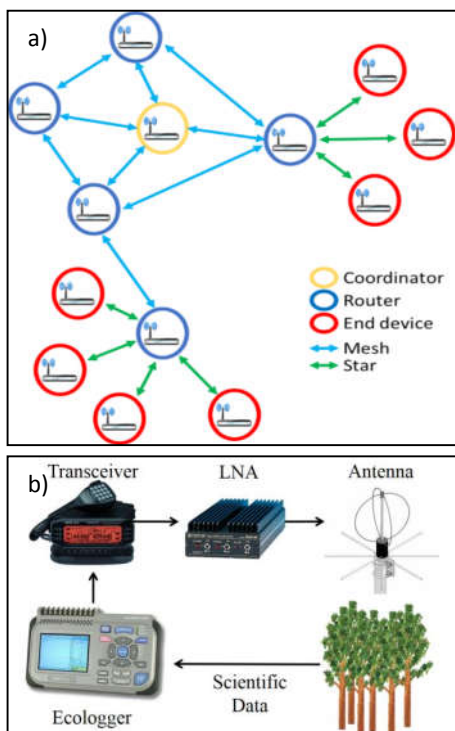 a)
Coordinator
Router
End device
Mesh
Star
b)
Transceiver
LNA
Antenna
Ecologger
Scientific
Data